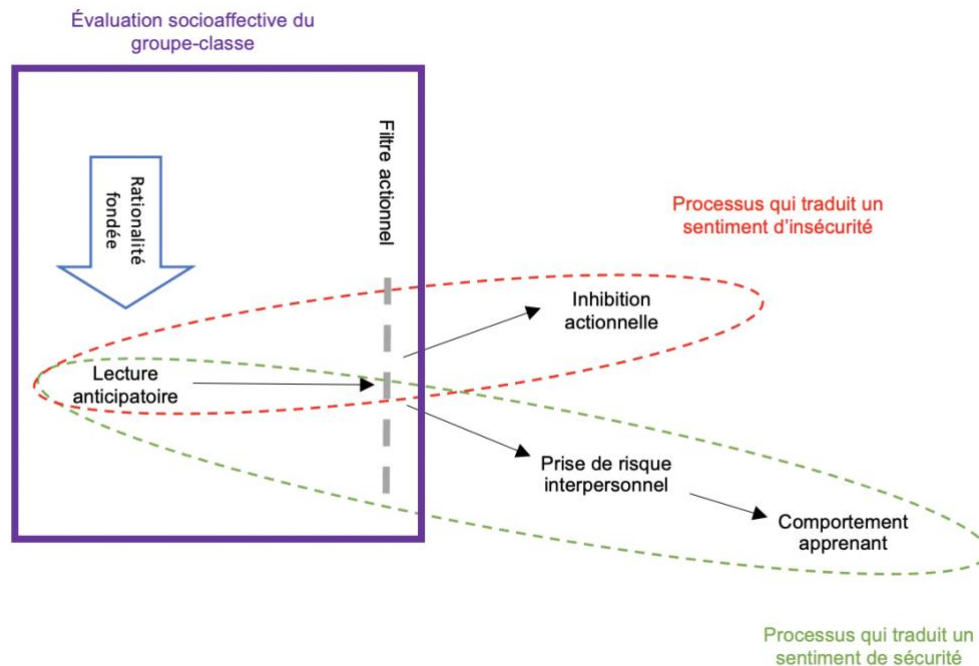 Évaluation socioaffective du
groupe-classe
Filtre actionnel
Rationalité
fondée
Processus qui traduit un
sentiment d'insécurité
Inhibition
actionnelle
Lecture
anticipatoire
Prise de risque
interpersonnel
Comportement
apprenant
Processus qui traduit un
sentiment de sécurité